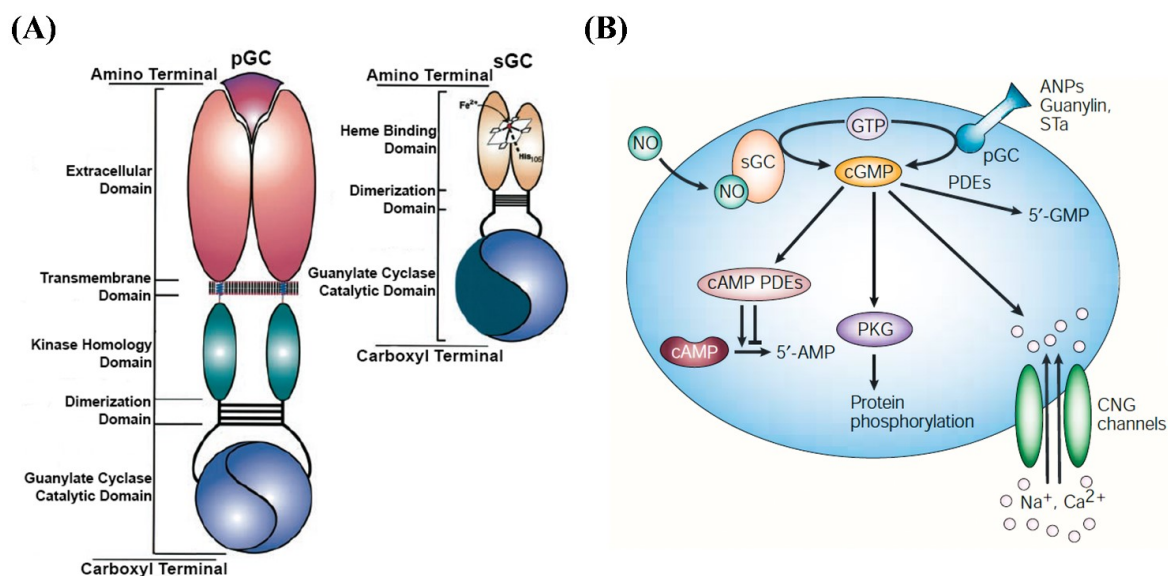 (A)
pGC
Amino Terminal
Extracellular
Domain
Transmembrane
Domain
Kinase Homology
Domain
Dimerization
Domain
Guanylate Cyclase
Catalytic Domain
Carboxyl Terminal
sGC
Amino Terminal
Fe2+
Heme Binding
Domain
His105
Dimerization
Domain
Guanylate Cyclase
Catalytic Domain
Carboxyl Terminal
(B)
ANPs
Guanylin,
STa
GTP
pGC
NO
sGC
NO
cGMP
PDEs
5′-GMP
cAMP PDEs
PKG
cAMP
5′-AMP
Protein
phosphorylation
CNG
channels
Na+, Ca2+